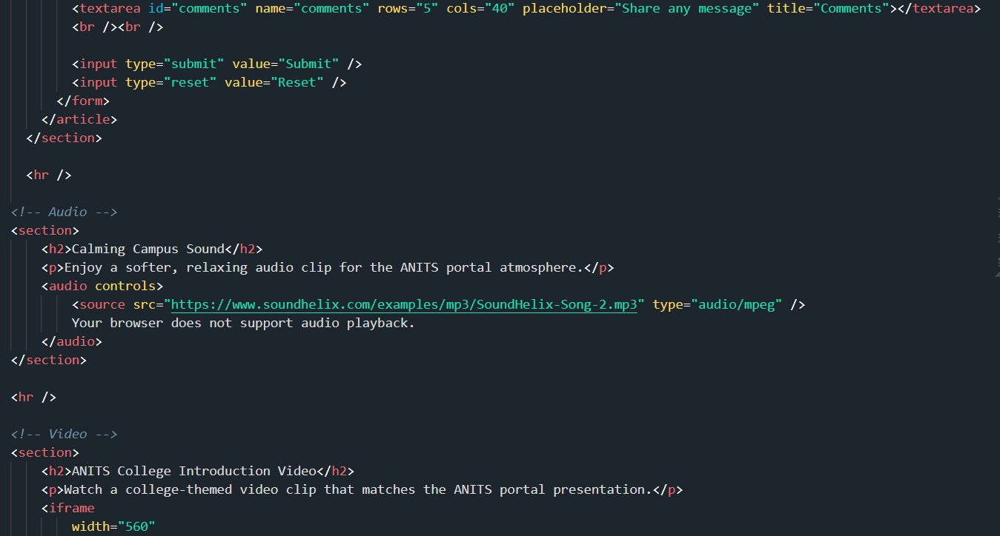 <textarea id="comments" name="comments" rows="5" cols="40" placeholder="Share any message" title="Comments"></textarea>
<br /><br />
<input type="submit" value="Submit" />
<input type="reset" value="Reset" />
</form>
</article>
</section>
<hr />
<!-- Audio -->
<section>
<h2>Calming Campus Sound</h2>
<p>Enjoy a softer, relaxing audio clip for the ANITS portal atmosphere.</p>
<audio controls>
<source src="https://www.soundhelix.com/examples/mp3/SoundHelix-Song-2.mp3" type="audio/mpeg" />
Your browser does not support audio playback.
</audio>
</section>
<hr />
<!-- Video -->
<section>
<h2>ANITS College Introduction Video</h2>
<p>Watch a college-themed video clip that matches the ANITS portal presentation.</p>
<iframe
width="560"